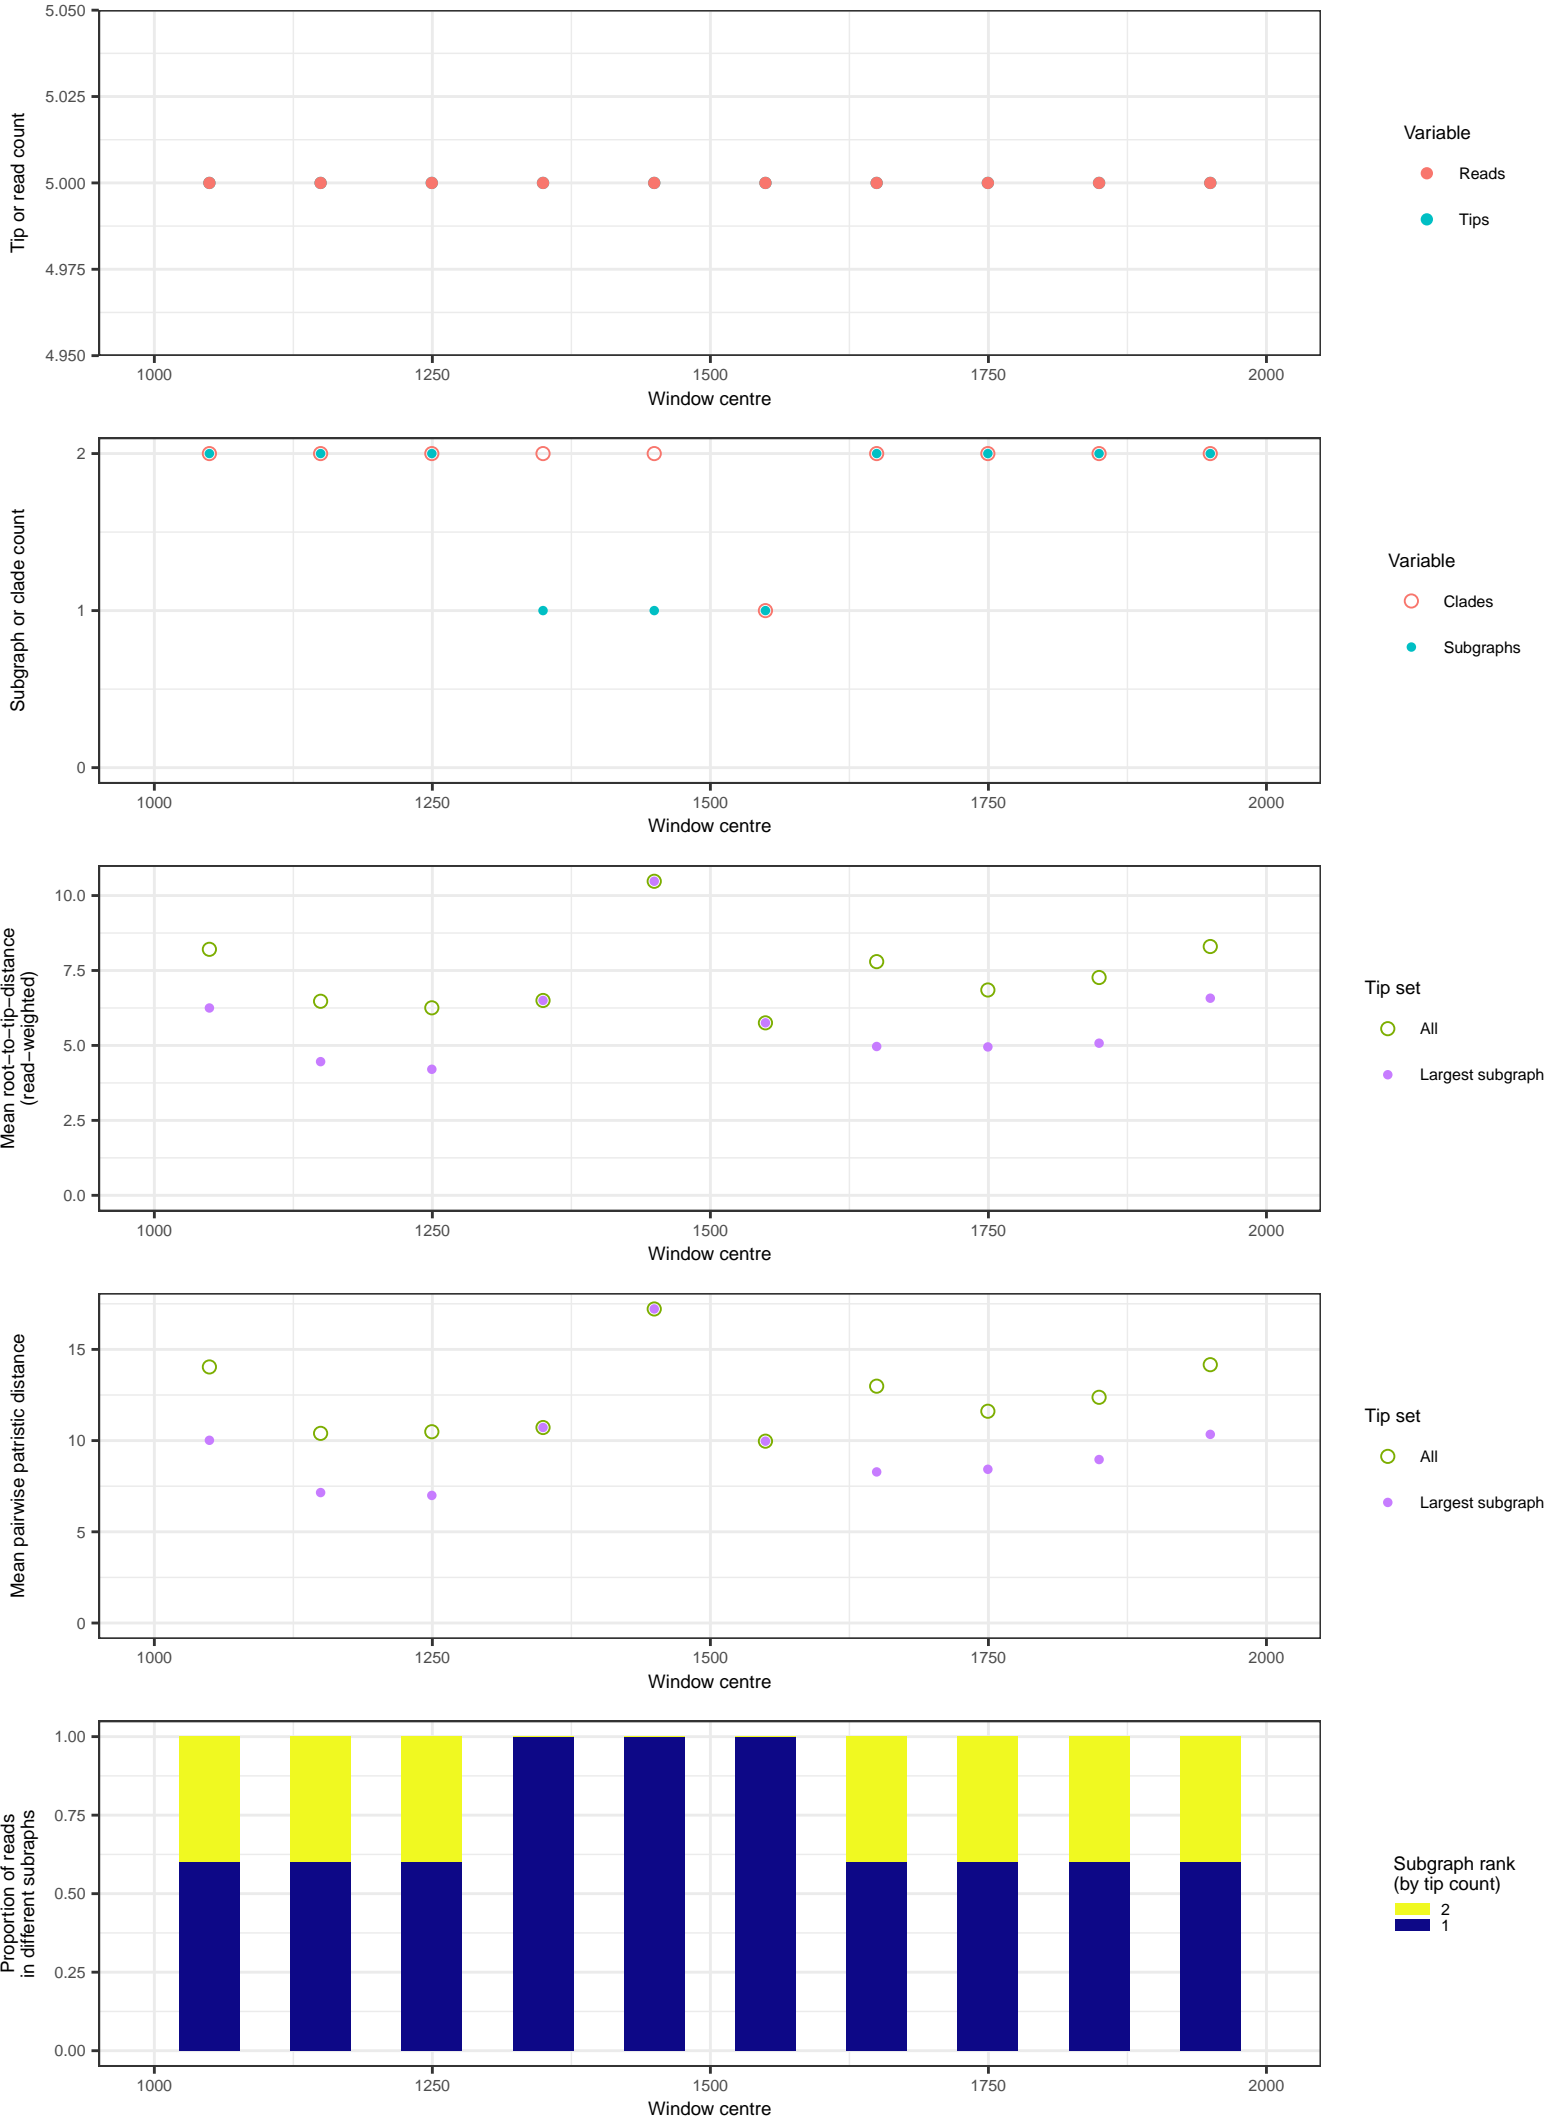 5.050
5.025
5.000
4.975
4.950
Tip or read count
1000 1250 1500 1750 2000
Window centre
Variable
Reads
Tips
2
1
0
Subgraph or clade count
1000 1250 1500 1750 2000
Window centre
Variable
Clades
Subgraphs
10.0
7.5
5.0
2.5
0.0
Mean root−to−tip−distance
(read−weighted)
1000 1250 1500 1750 2000
Window centre
Tip set
All
Largest subgraph
15
10
5
0
Mean pairwise patristic distance
1000 1250 1500 1750 2000
Window centre
Tip set
All
Largest subgraph
1.00
0.75
0.50
0.25
0.00
Proportion of reads
in different subraphs
1000 1250 1500 1750 2000
Window centre
Subgraph rank
(by tip count)
2
1